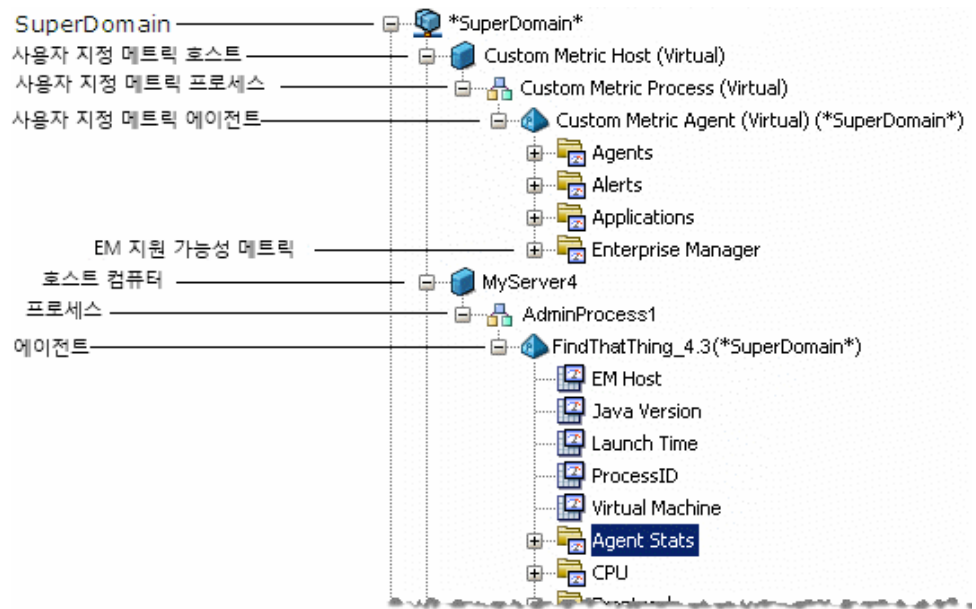 SuperDomain *SuperDomain*
사용자 지정 메트릭 호스트 Custom Metric Host (Virtual)
사용자 지정 메트릭 프로세스 Custom Metric Process (Virtual)
사용자 지정 메트릭 에이전트 Custom Metric Agent (Virtual) (*SuperDomain*)
Agents
Alerts
Applications
EM 지원 가능성 메트릭 Enterprise Manager
호스트 컴퓨터 MyServer4
프로세스 AdminProcess1
에이전트 FindThatThing_4.3(*SuperDomain*)
EM Host
Java Version
Launch Time
ProcessID
Virtual Machine
Agent Stats
CPU